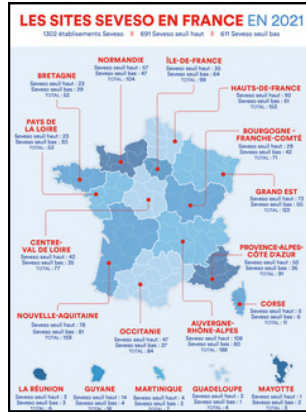 LES SITES SEVESO EN FRANCE EN 2021
1302 établissements Seveso II 691 Seveso seuil haut II 611 Seveso seuil bas
NORMANDIE
Seveso seuil haut : 57
Seveso seuil bas : 47
TOTAL : 104
ÎLE-DE-FRANCE
Seveso seuil haut : 35
Seveso seuil bas : 64
TOTAL : 99
BRETAGNE
Seveso seuil haut : 23
Seveso seuil bas : 29
TOTAL : 52
HAUTS-DE-FRANCE
Seveso seuil haut : 92
Seveso seuil bas : 61
TOTAL : 153
PAYS DE
LA LOIRE
Seveso seuil haut : 23
Seveso seuil bas : 30
TOTAL : 53
BOURGOGNE -
FRANCHE-COMTÉ
Seveso seuil haut : 29
Seveso seuil bas : 42
TOTAL : 71
GRAND EST
Seveso seuil haut : 72
Seveso seuil bas : 50
TOTAL : 122
CENTRE-
VAL DE LOIRE
Seveso seuil haut : 42
Seveso seuil bas : 35
TOTAL : 77
PROVENCE-ALPES-
CÔTE D'AZUR
Seveso seuil haut : 55
Seveso seuil bas : 36
TOTAL : 91
NOUVELLE-AQUITAINE
Seveso seuil haut : 78
Seveso seuil bas : 81
TOTAL : 159
OCCITANIE
Seveso seuil haut : 47
Seveso seuil bas : 37
TOTAL : 84
AUVERGNE-
RHÔNE-ALPES
Seveso seuil haut : 108
Seveso seuil bas : 80
TOTAL : 188
CORSE
Seveso seuil haut : 5
Seveso seuil bas : 6
TOTAL : 11
LA RÉUNION
Seveso seuil haut : 3
Seveso seuil bas : 3
GUYANE
Seveso seuil haut : 14
Seveso seuil bas : 4
MARTINIQUE
Seveso seuil haut : 4
Seveso seuil bas
GUADELOUPE
Seveso seuil haut : 3
Seveso seuil bas : 1
MAYOTTE
Seveso seuil haut : 1
Seveso seuil bas